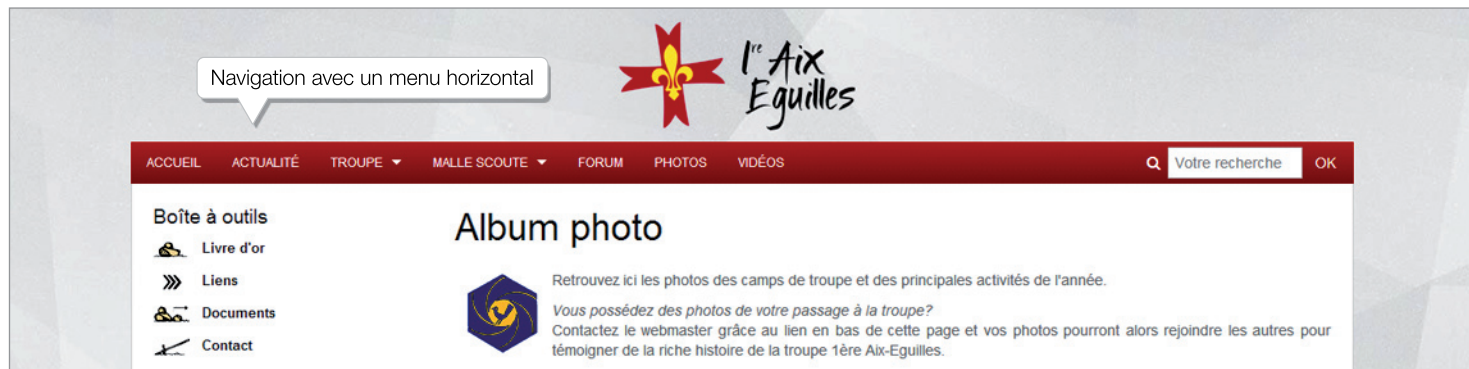 1re Aix
Eguilles
Navigation avec un menu horizontal
ACCUEIL ACTUALITÉ TROUPE MALLE SCOUTE FORUM PHOTOS VIDÉOS Votre recherche OK
Boîte à outils
Livre d'or
Liens
Documents
Contact
Album photo
Retrouvez ici les photos des camps de troupe et des principales activités de l'année.
Vous possédez des photos de votre passage à la troupe?
Contactez le webmaster grâce au lien en bas de cette page et vos photos pourront alors rejoindre les autres pour
témoigner de la riche histoire de la troupe 1ère Aix-Eguilles.